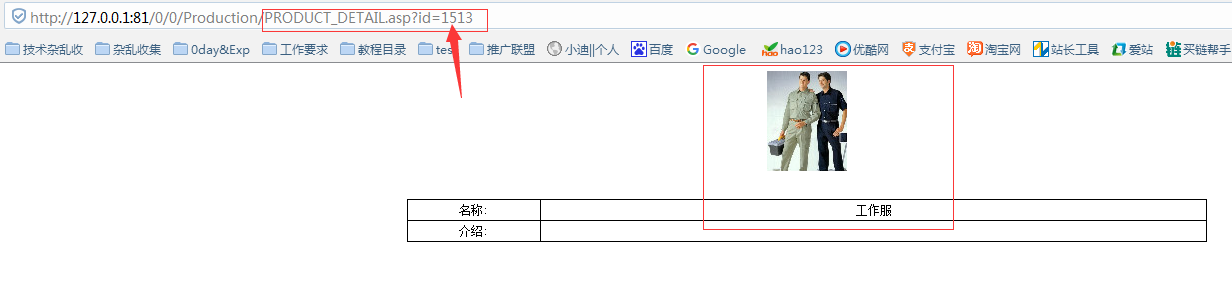 http://127.0.0.1:81/0/0/Production/PRODUCT_DETAIL.asp?id=1513
技术杂乱收 杂乱收集 0day&Exp 工作要求 教程目录 tes 推广联盟 小迪||个人 百度 Google hao123 优酷网 支付宝 淘宝网 站长工具 爱站 买链帮手
名称: 工作服
介绍: